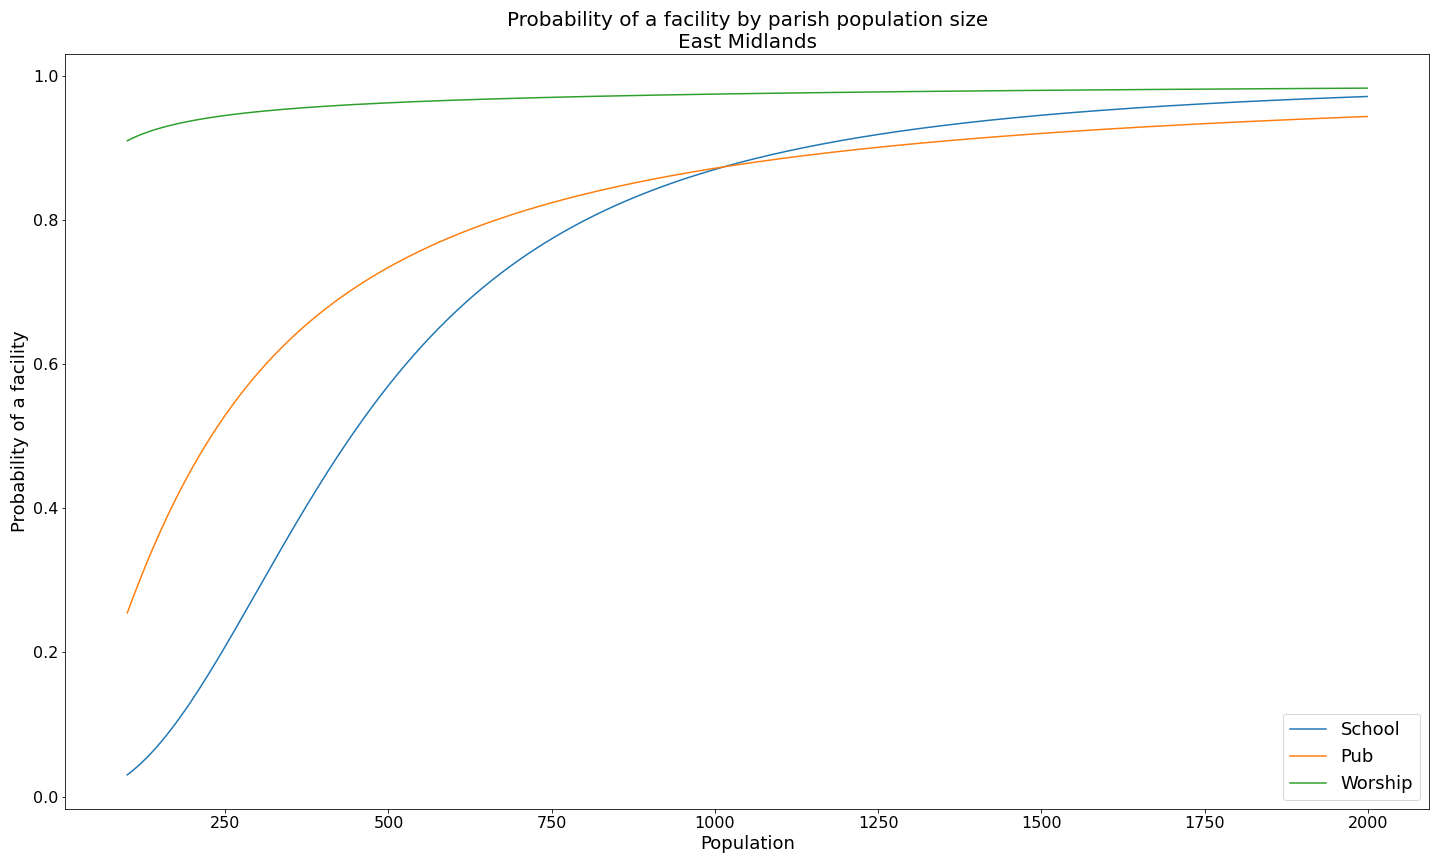 Probability of a facility by parish population size
East Midlands
Probability of a facility
1.0
0.8
0.6
0.4
0.2
0.0
250 500 750 1000 1250 1500 1750 2000
Population
School
Pub
Worship